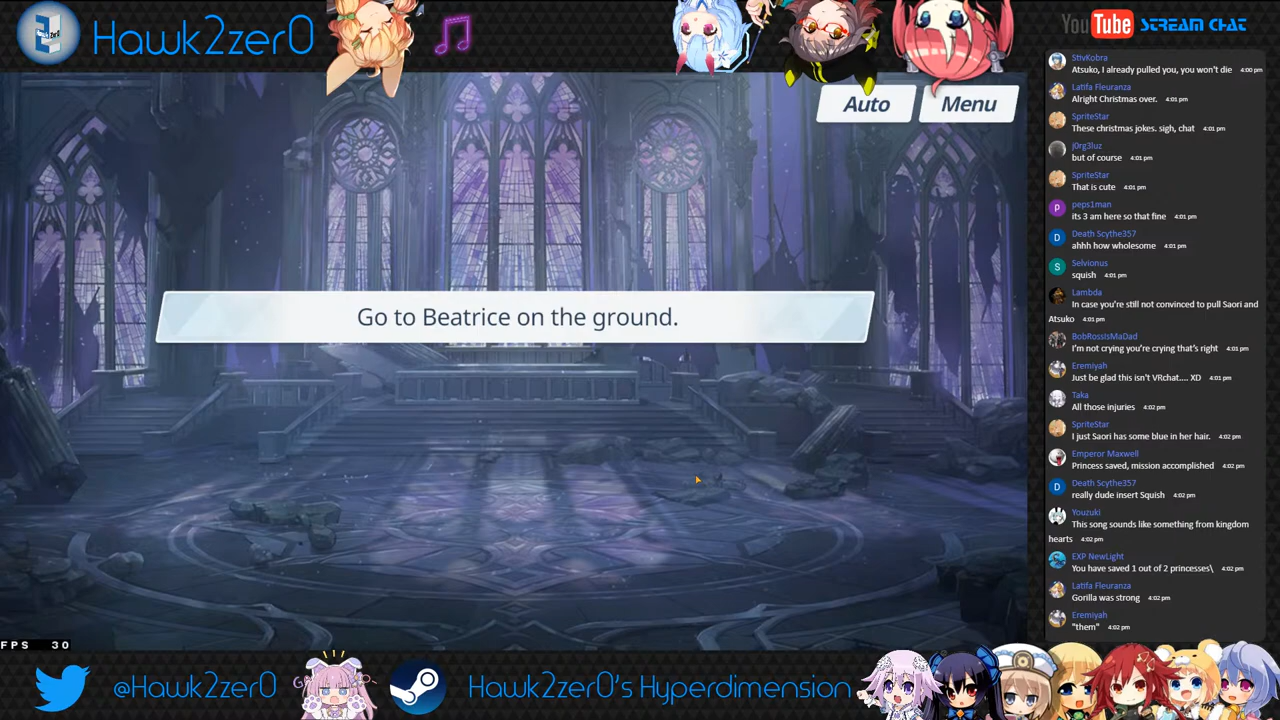 Hawk2zer0
You Tube STREAM CHAT
Auto
Menu
Go to Beatrice on the ground.
StivKobra
Atsuko, I already pulled you, you won't die 4:00 pm
Latifa Fleuranza
Alright Christmas over. 4:01 pm
SpriteStar
These christmas jokes. sigh, chat 4:01 pm
j0rg3luz
but of course 4:01 pm
SpriteStar
That is cute 4:01 pm
P
peps1man
its 3 am here so that fine 4:01 pm
D
Death Scythe357
ahhh how wholesome 4:01 pm
S
Selvionus
squish 4:01 pm
Lambda
In case you're still not convinced to pull Saori and
Atsuko 4:01 pm
BobRossIsMaDad
I'm not crying you're crying that's right 4:01 pm
Eremiyah
Just be glad this isn't VRchat.... XD 4:01 pm
Taka
All those injuries 4:02 pm
SpriteStar
I just Saori has some blue in her hair. 4:02 pm
Emperor Maxwell
Princess saved, mission accomplished 4:02 pm
D
Death Scythe357
really dude insert Squish 4:02 pm
Youzuki
This song sounds like something from kingdom
hearts 4:02 pm
EXP NewLight
You have saved 1 out of 2 princesses\ 4:02 pm
Latifa Fleuranza
Gorilla was strong 4:02 pm
Eremiyah
"them" 4:02 pm
FPS 30
@Hawk2zer0
Hawk2zer0's Hyperdimension